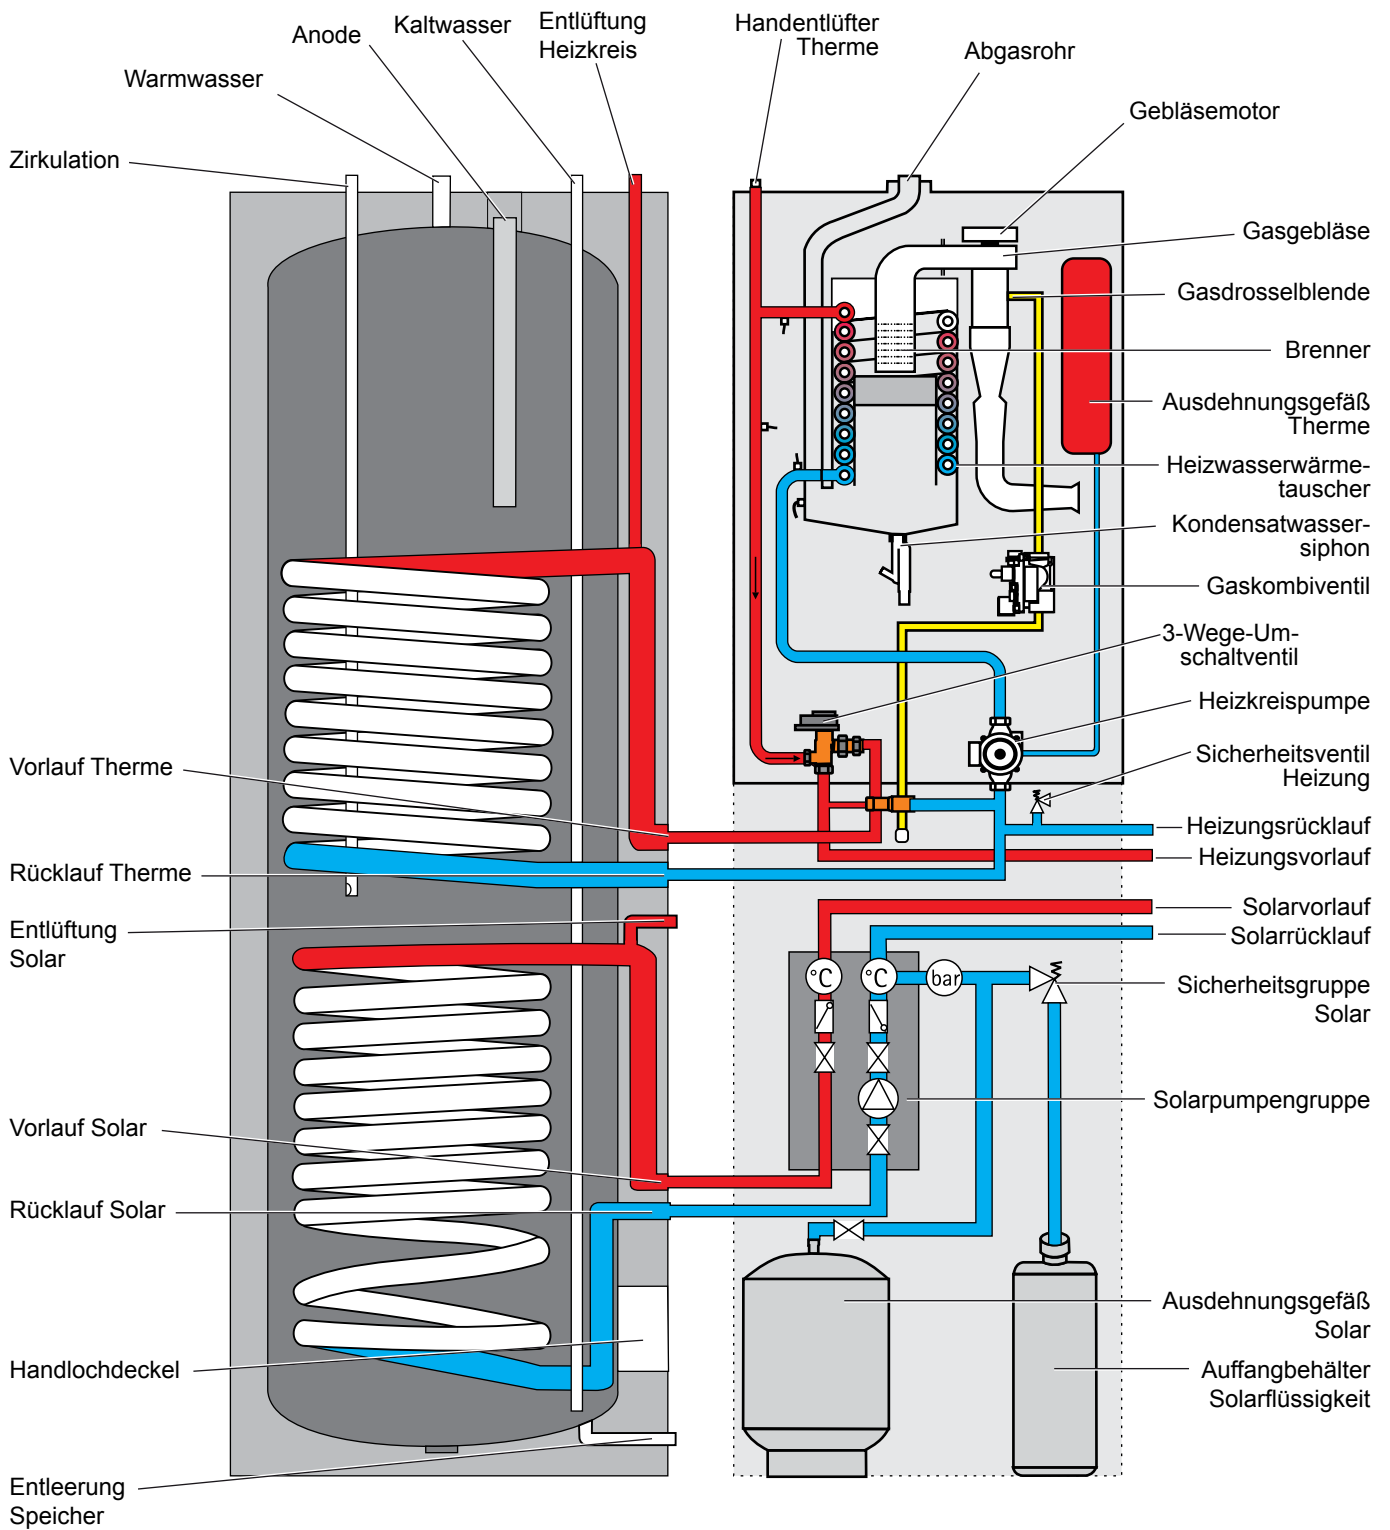 Zirkulation
Warmwasser
Anode
Kaltwasser
Entlüftung
Heizkreis
Handentlüfter
Therme
Abgasrohr
Gebläsemotor
Gasgebläse
Gasdrosselblende
Brenner
Ausdehnungsgefäß
Therme
Heizwasserwärme-
tauscher
Kondensatwasser-
siphon
Gaskombiventil
3-Wege-Um-
schaltventil
Heizkreispumpe
Sicherheitsventil
Heizung
Heizungsrücklauf
Heizungsvorlauf
Solarvorlauf
Solarrücklauf
Sicherheitsgruppe
Solar
Solarpumpengruppe
Ausdehnungsgefäß
Solar
Auffangbehälter
Solarflüssigkeit
Vorlauf Therme
Rücklauf Therme
Entlüftung
Solar
Vorlauf Solar
Rücklauf Solar
Handlochdeckel
Entleerung
Speicher
°C
°C
bar